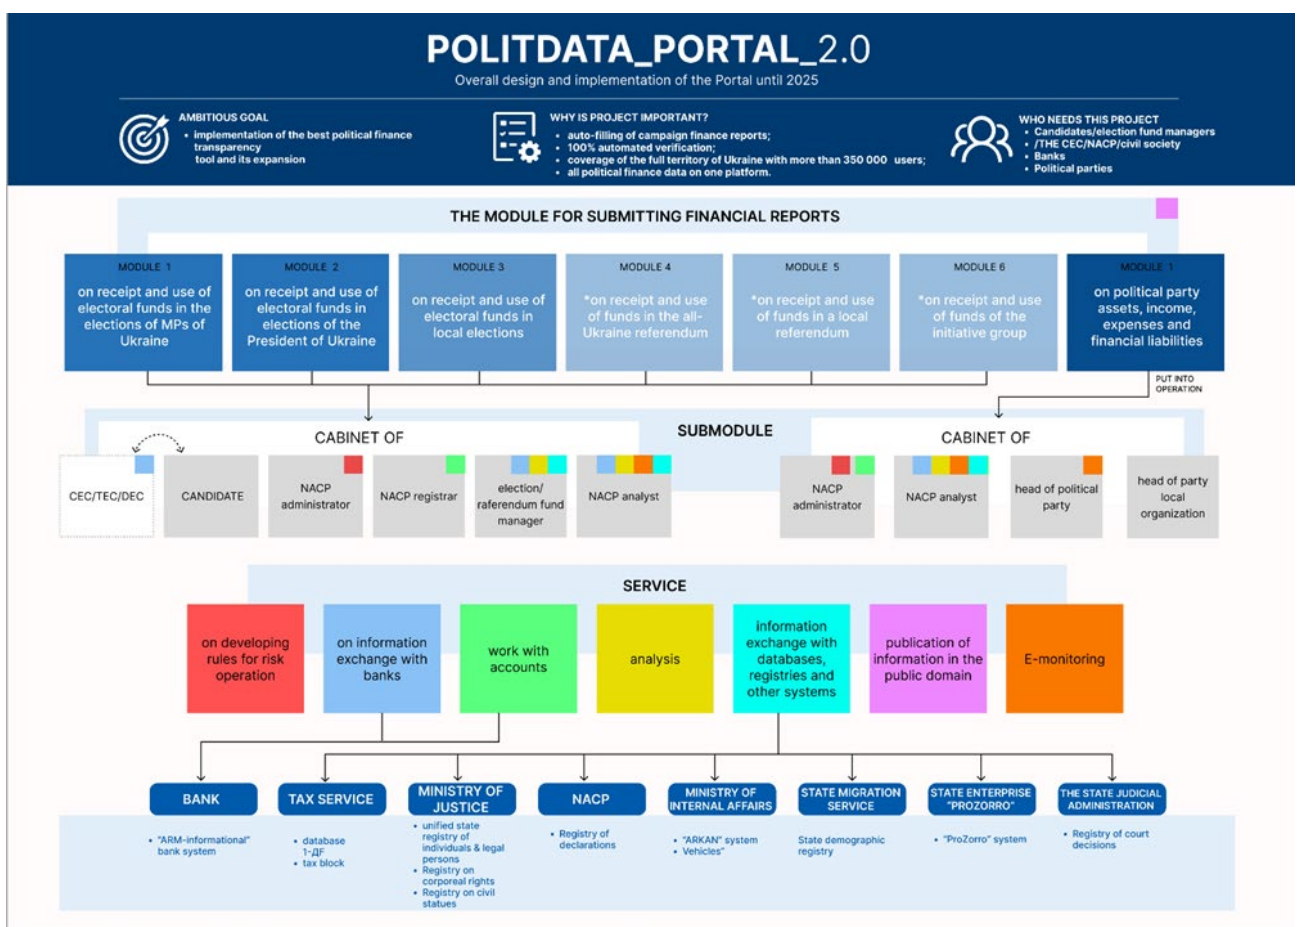 POLITDATA_PORTAL_2.0
Overall design and implementation of the Portal until 2025
AMBITIOUS GOAL
• implementation of the best political finance
transparency
tool and its expansion
WHY IS PROJECT IMPORTANT?
• auto-filling of campaign finance reports;
• 100% automated verification;
• coverage of the full territory of Ukraine with more than 350 000 users;
• all political finance data on one platform.
WHO NEEDS THIS PROJECT
• Candidates/election fund managers
• /THE CEC/NACP/civil society
• Banks
• Political parties
THE MODULE FOR SUBMITTING FINANCIAL REPORTS
MODULE 1
on receipt and use of
electoral funds in the
elections of MPs of
Ukraine
MODULE 2
on receipt and use of
electoral funds in
elections of the
President of Ukraine
MODULE 3
on receipt and use of
electoral funds in
local elections
MODULE 4
*on receipt and use
of funds in the all-
Ukraine referendum
MODULE 5
*on receipt and use
of funds in a local
referendum
MODULE 6
*on receipt and use
of funds of the
initiative group
MODULE 1
on political party
assets, income,
expenses and
financial liabilities
PUT INTO
OPERATION
SUBMODULE
CABINET OF
CEC/TEC/DEC
CANDIDATE
NACP
administrator
NACP registrar
election/
raferendum fund
manager
NACP analyst
CABINET OF
NACP
administrator
NACP analyst
head of political
party
head of party
local
organization
SERVICE
on developing
rules for risk
operation
on information
exchange with
banks
work with
accounts
analysis
information
exchange with
databases,
registries and
other systems
publication of
information in the
public domain
E-monitoring
BANK
• "ARM-informational"
bank system
TAX SERVICE
• database
1-ДФ
• tax block
MINISTRY OF
JUSTICE
• unified state
registry of
individuals & legal
persons
• Registry on
corporeal rights
• Registry on civil
statues
NACP
• Registry of
declarations
MINISTRY OF
INTERNAL AFFAIRS
• "ARKAN" system
• Vehicles"
STATE MIGRATION
SERVICE
State demographic
registry
STATE ENTERPRISE
"PROZORRO"
• "ProZorro" system
THE STATE JUDICIAL
ADMINISTRATION
• Registry of court
decisions